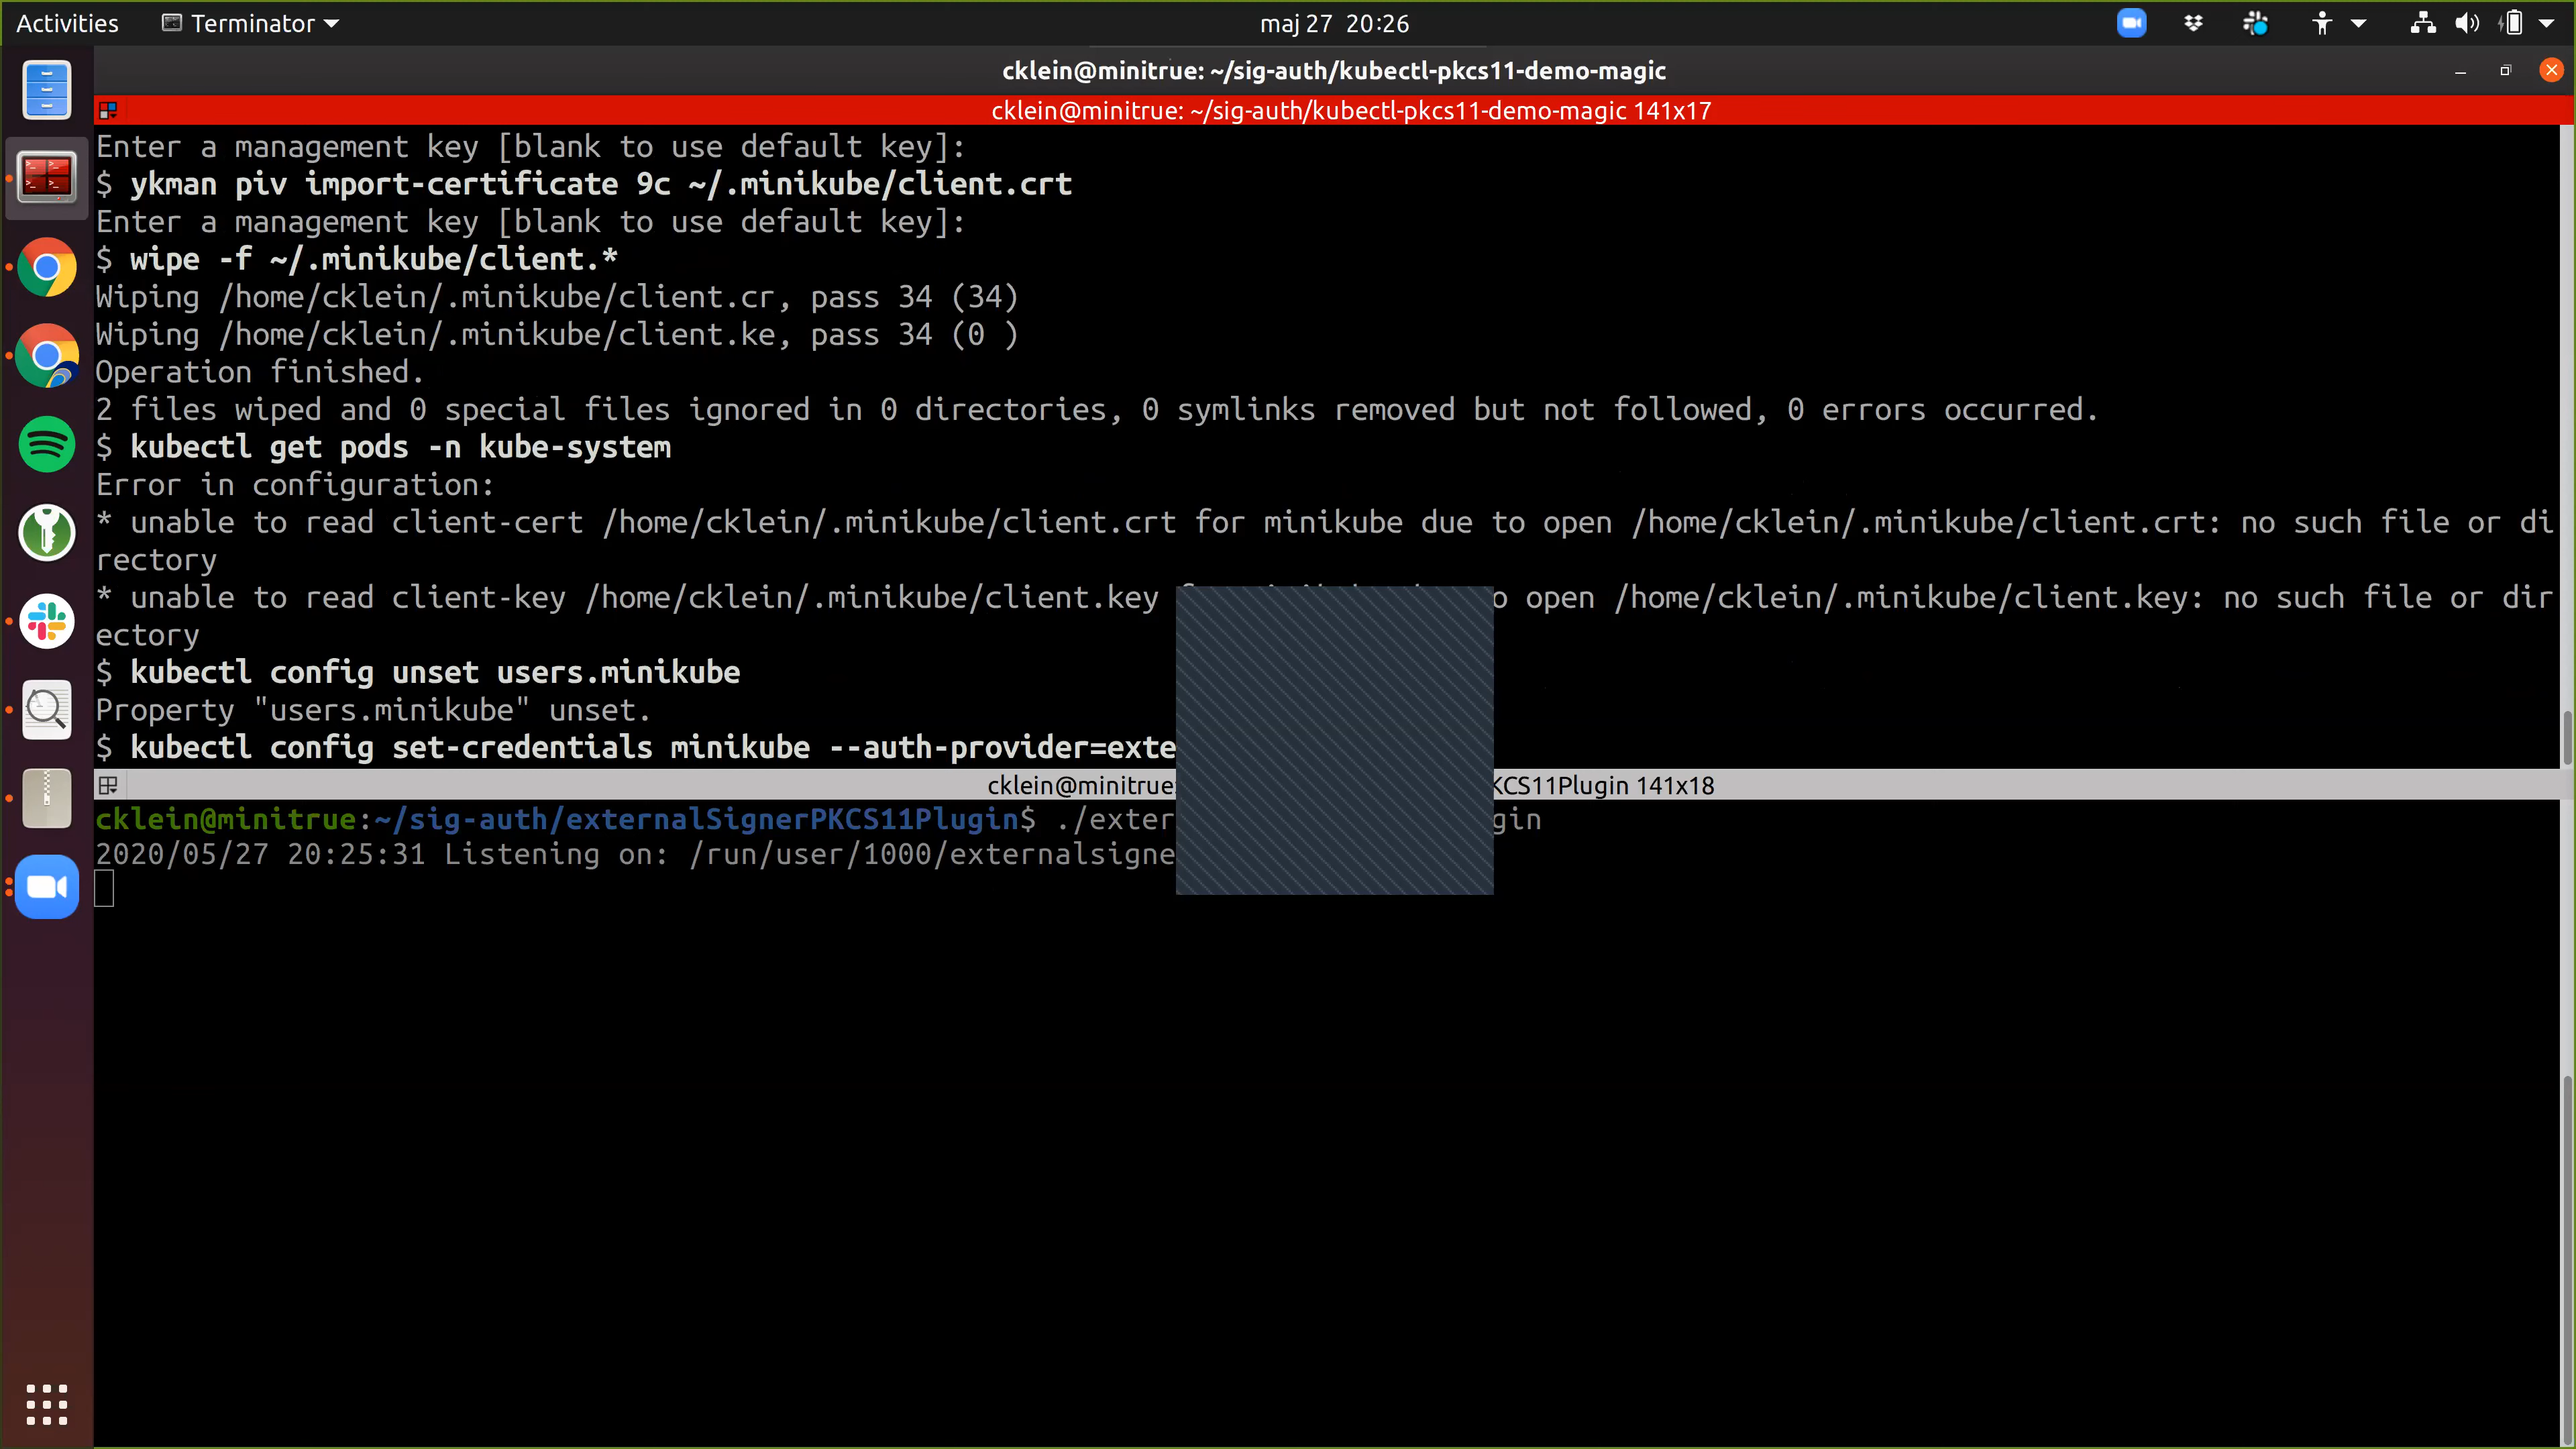 Activities Terminator maj 27 20:26
cklein@minitrue: ~/sig-auth/kubectl-pkcs11-demo-magic
cklein@minitrue: ~/sig-auth/kubectl-pkcs11-demo-magic 141x17
Enter a management key [blank to use default key]:
$ ykman piv import-certificate 9c ~/.minikube/client.crt
Enter a management key [blank to use default key]:
$ wipe -f ~/.minikube/client.*
Wiping /home/cklein/.minikube/client.cr, pass 34 (34)
Wiping /home/cklein/.minikube/client.ke, pass 34 (0 )
Operation finished.
2 files wiped and 0 special files ignored in 0 directories, 0 symlinks removed but not followed, 0 errors occurred.
$ kubectl get pods -n kube-system
Error in configuration:
* unable to read client-cert /home/cklein/.minikube/client.crt for minikube due to open /home/cklein/.minikube/client.crt: no such file or di
rectory
* unable to read client-key /home/cklein/.minikube/client.key o open /home/cklein/.minikube/client.key: no such file or dir
ectory
$ kubectl config unset users.minikube
Property "users.minikube" unset.
$ kubectl config set-credentials minikube --auth-provider=exte
cklein@minitrue: KCS11Plugin 141x18
cklein@minitrue:~/sig-auth/externalSignerPKCS11Plugin$ ./exter gin
2020/05/27 20:25:31 Listening on: /run/user/1000/externalsigne